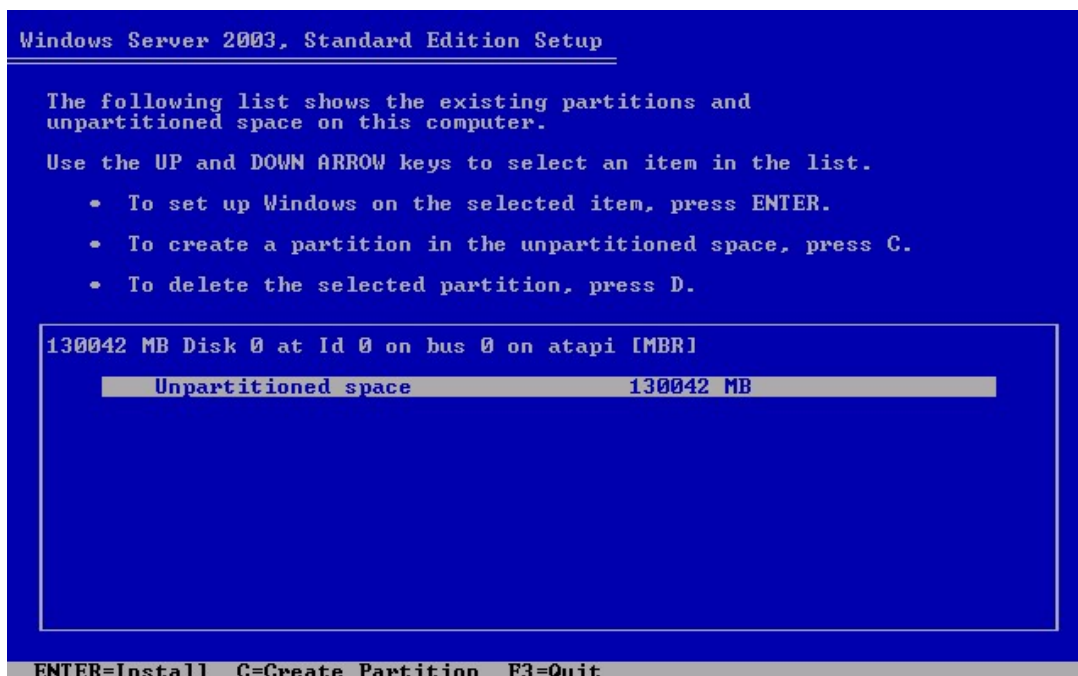 Windows Server 2003, Standard Edition Setup
The following list shows the existing partitions and
unpartitioned space on this computer.
Use the UP and DOWN ARROW keys to select an item in the list.
• To set up Windows on the selected item, press ENTER.
• To create a partition in the unpartitioned space, press C.
• To delete the selected partition, press D.
130042 MB Disk 0 at Id 0 on bus 0 on atapi [MBR]
Unpartitioned space 130042 MB
ENTER=Install C=Create Partition F3=Quit